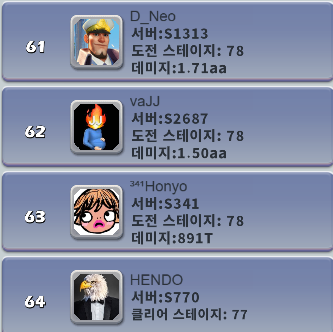 61
D_Neo
서버:S1313
도전 스테이지: 78
데미지:1.71aa
62
vaJJ
서버:S2687
도전 스테이지: 78
데미지:1.50aa
63
³⁴¹Honyo
서버:S341
도전 스테이지: 78
데미지:891T
64
HENDO
서버:S770
클리어 스테이지: 77